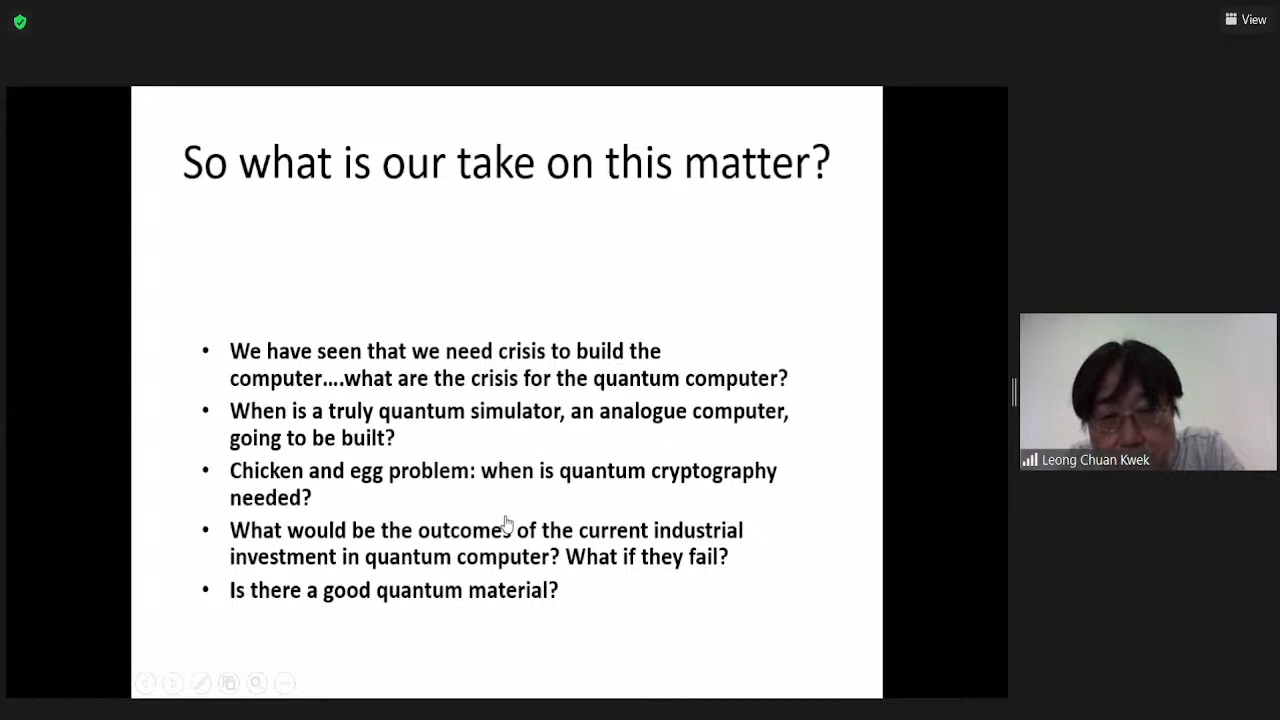 View
So what is our take on this matter?
• We have seen that we need crisis to build the
computer....what are the crisis for the quantum computer?
• When is a truly quantum simulator, an analogue computer,
going to be built?
• Chicken and egg problem: when is quantum cryptography
needed?
• What would be the outcomes of the current industrial
investment in quantum computer? What if they fail?
• Is there a good quantum material?
Leong Chuan Kwek